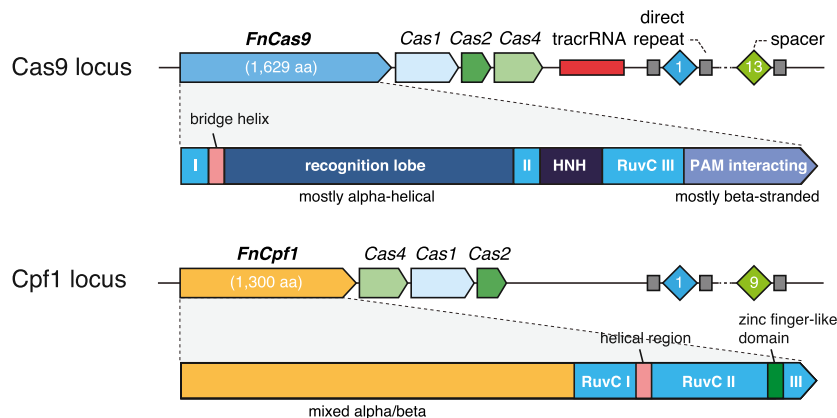 direct
FnCas9 Cas1 Cas2 Cas4 tracrRNA repeat spacer
Cas9 locus (1,629 aa) 1 13
bridge helix
I recognition lobe II HNH RuvC III PAM interacting
mostly alpha-helical mostly beta-stranded
FnCpf1 Cas4 Cas1 Cas2
Cpf1 locus (1,300 aa) 1 9
zinc finger-like
helical region domain
RuvC I RuvC II III
mixed alpha/beta